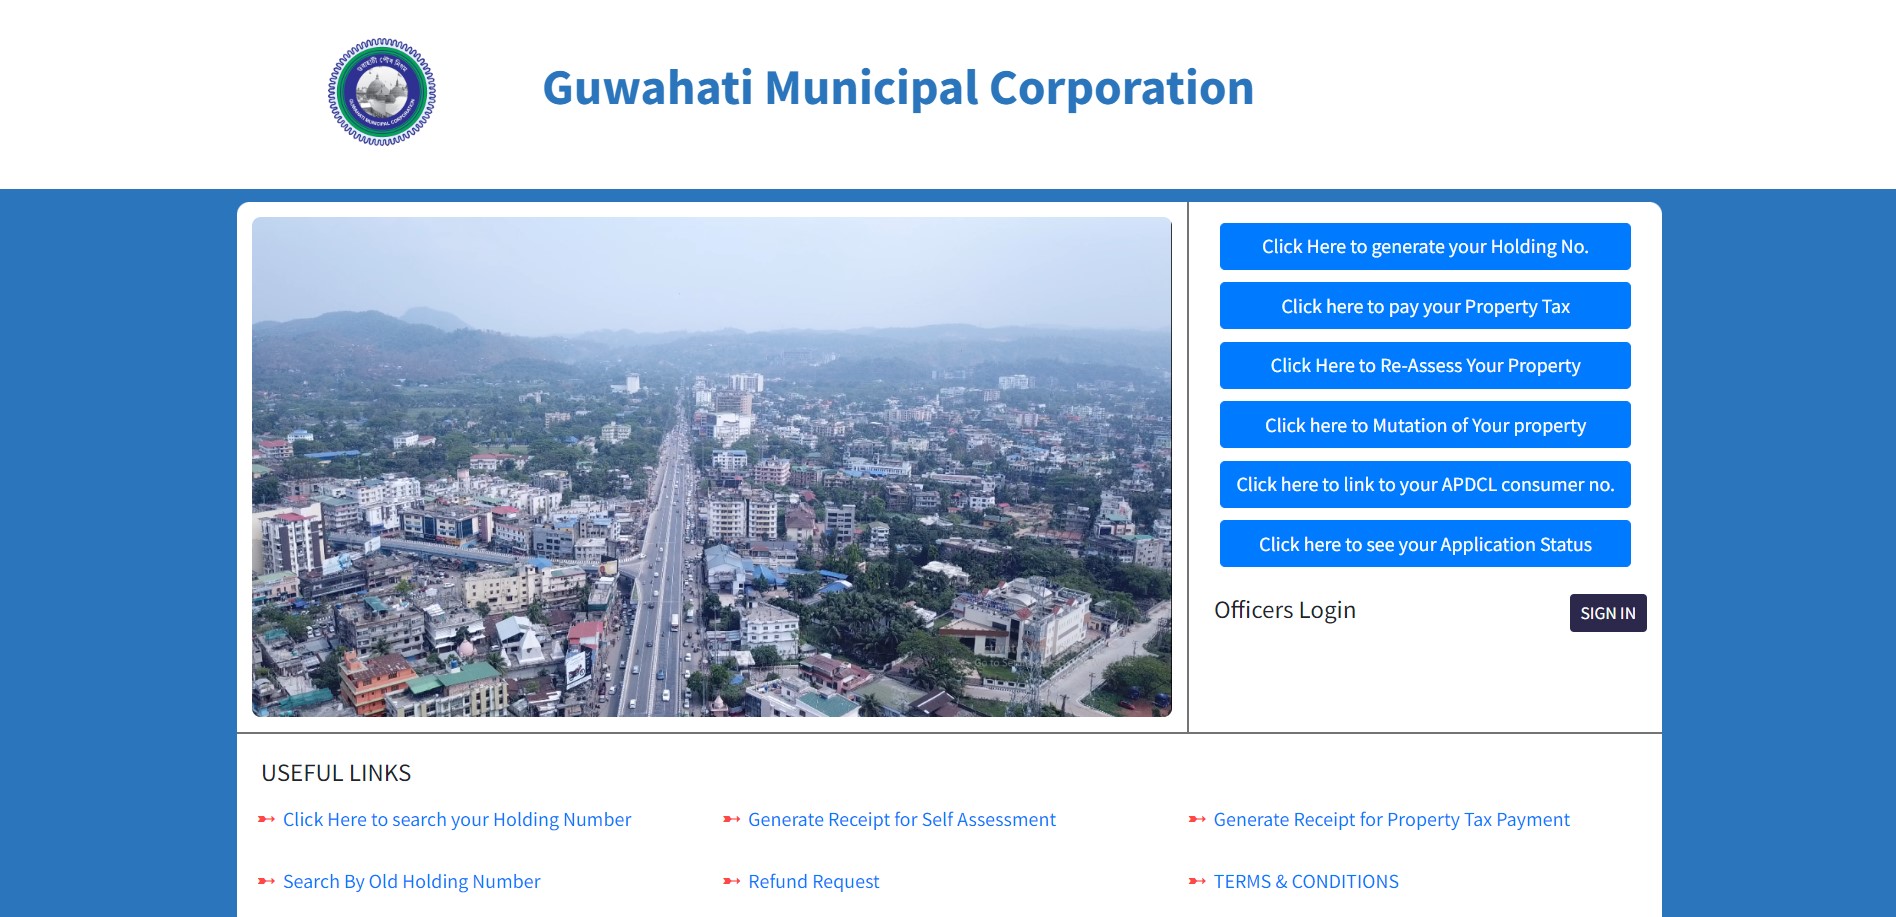 গুৱাহাটী পৌৰ নিগম
GUWAHATI MUNICIPAL CORPORATION
Guwahati Municipal Corporation
Click Here to generate your Holding No.
Click here to pay your Property Tax
Click Here to Re-Assess Your Property
Click here to Mutation of Your property
Click here to link to your APDCL consumer no.
Click here to see your Application Status
Officers Login
SIGN IN
USEFUL LINKS
Click Here to search your Holding Number
Generate Receipt for Self Assessment
Generate Receipt for Property Tax Payment
Search By Old Holding Number
Refund Request
TERMS & CONDITIONS